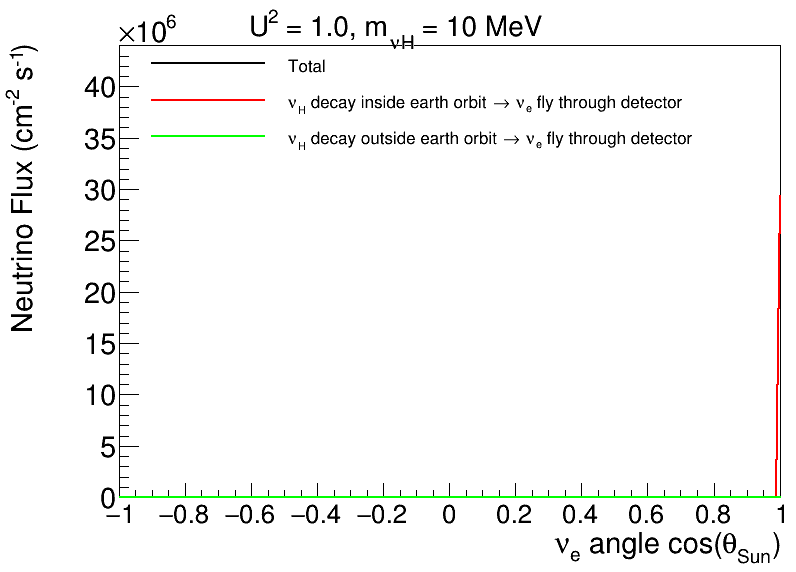 ×10⁶
U² = 1.0, m_νH = 10 MeV
Total
ν_H decay inside earth orbit → ν_e fly through detector
ν_H decay outside earth orbit → ν_e fly through detector
Neutrino Flux (cm⁻² s⁻¹)
40
35
30
25
20
15
10
5
0
−1 −0.8 −0.6 −0.4 −0.2 0 0.2 0.4 0.6 0.8 1
ν_e angle cos(θ_Sun)